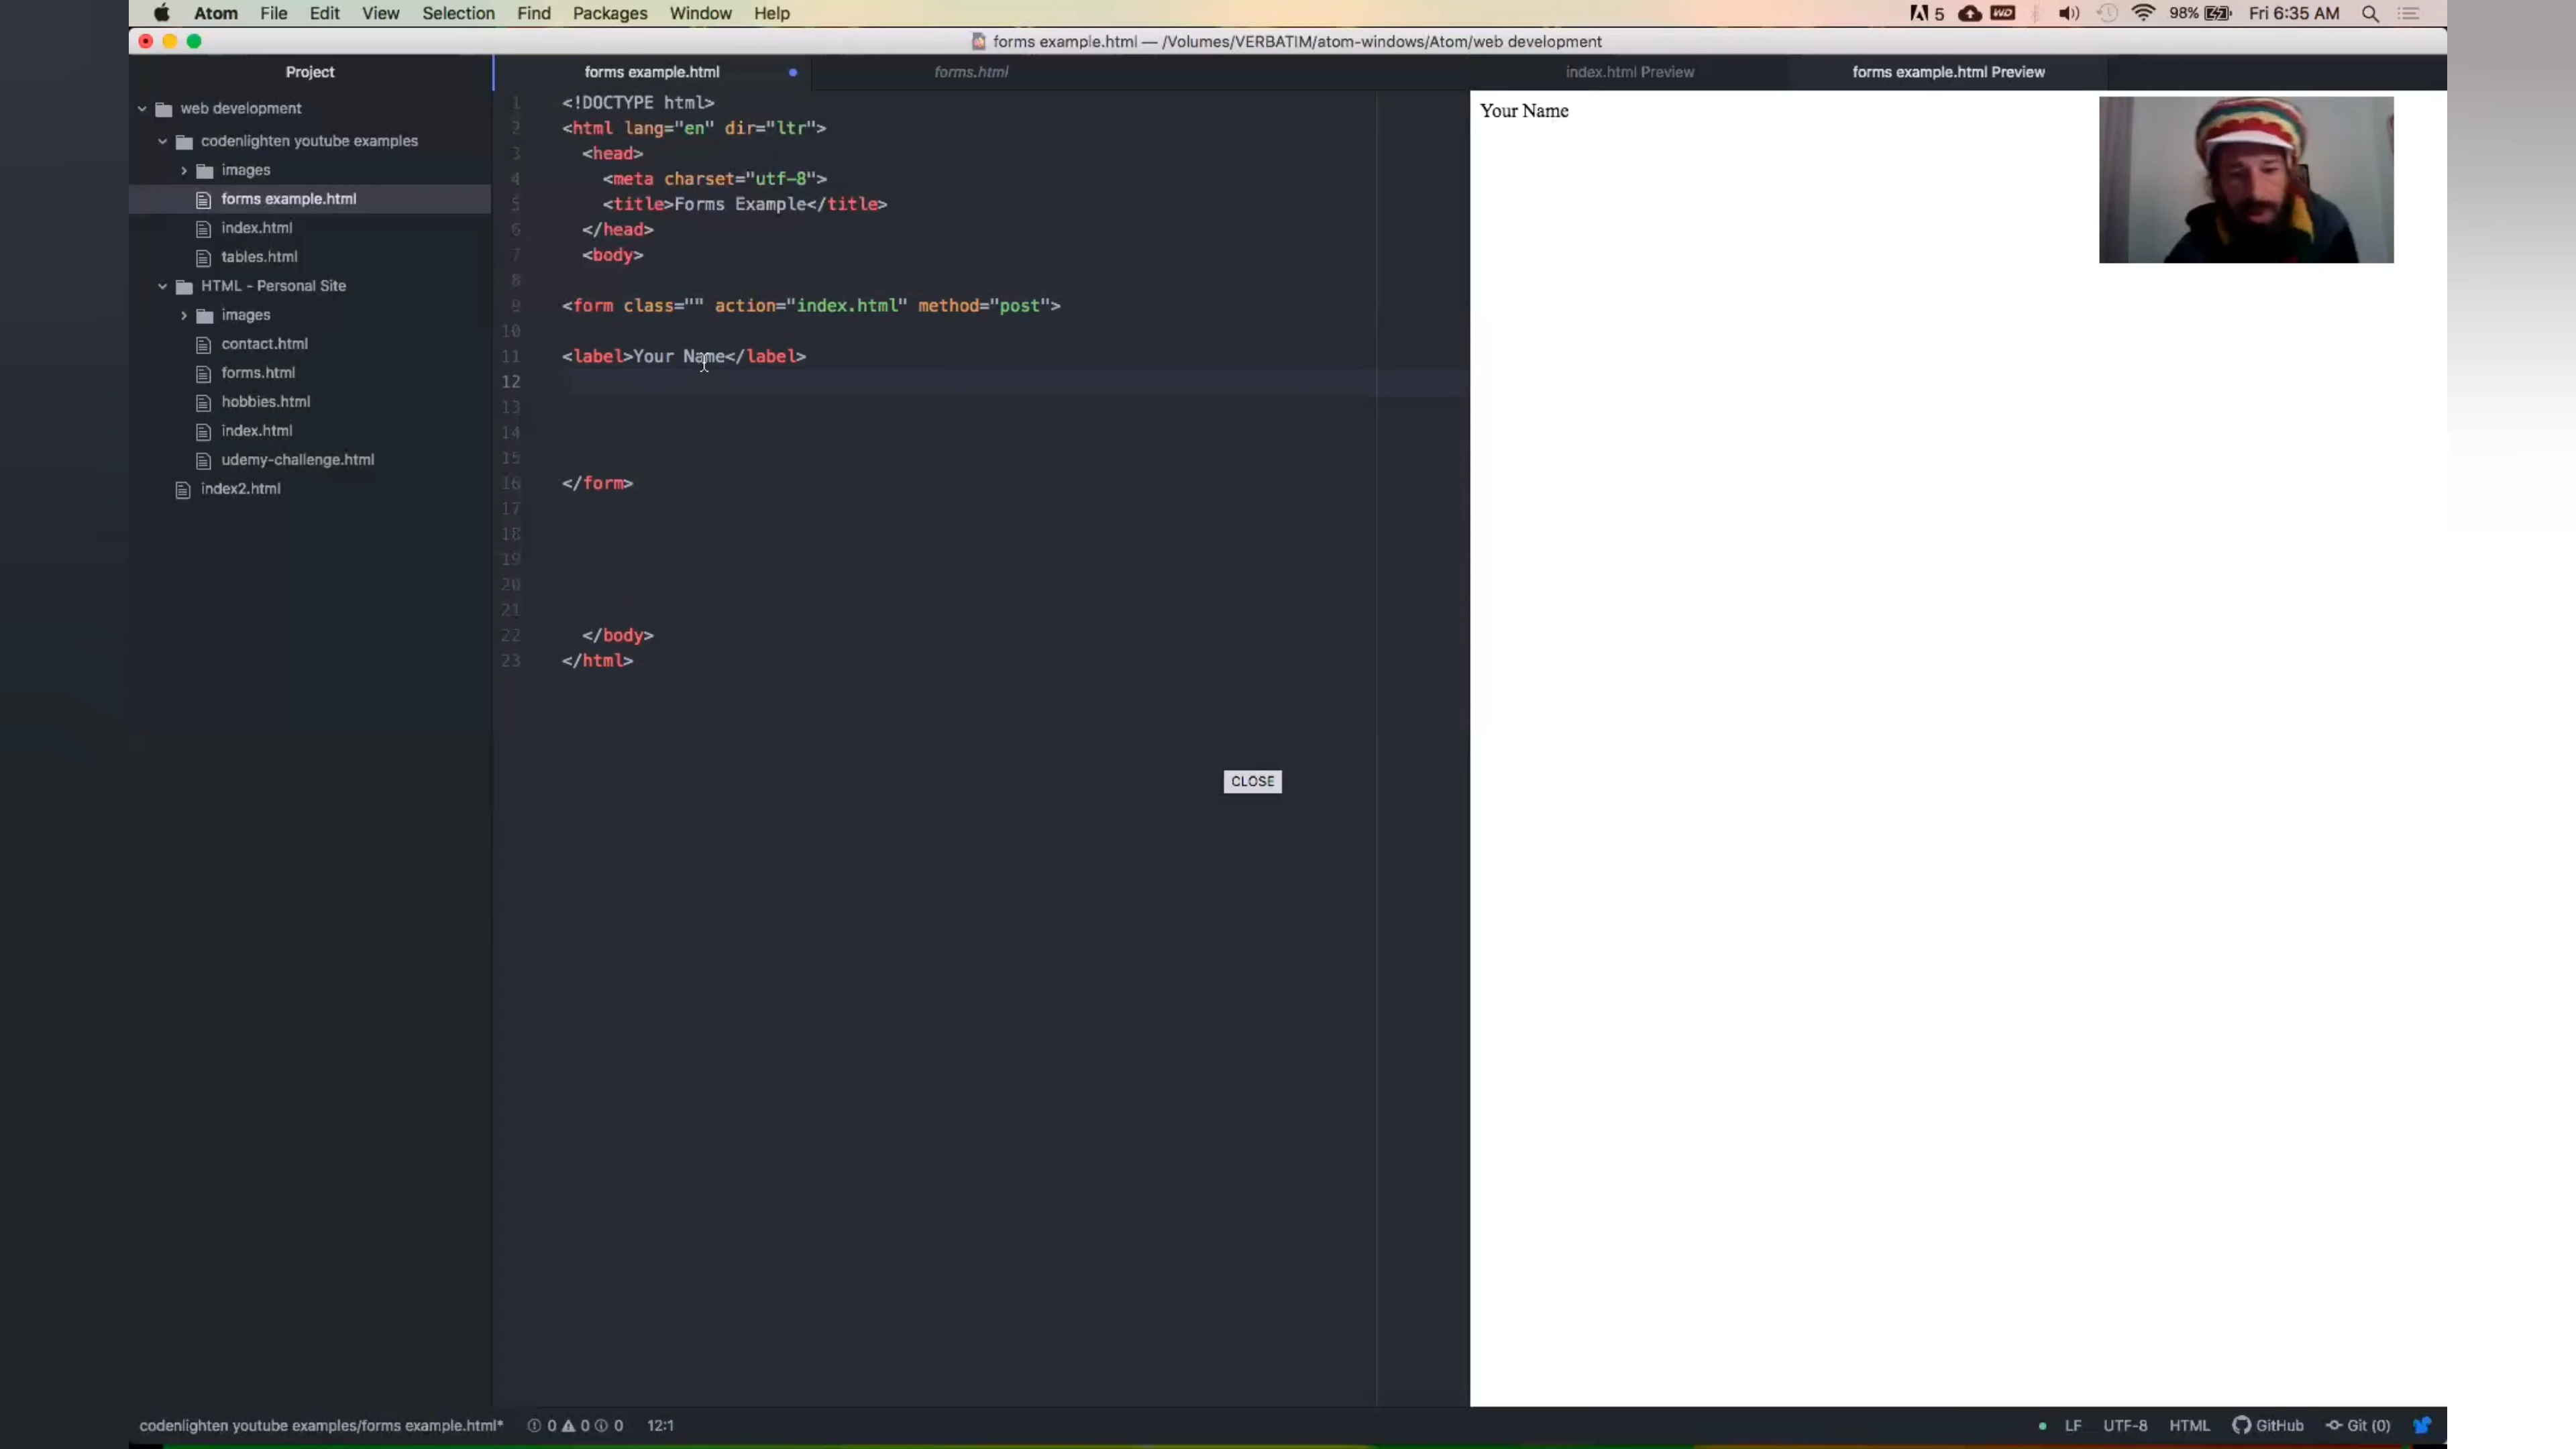 Atom File Edit View Selection Find Packages Window Help 5 WD 98% Fri 6:35 AM
forms example.html — /Volumes/VERBATIM/atom-windows/Atom/web development
Project
forms example.html
forms.html
index.html Preview
forms example.html Preview
web development
codenlighten youtube examples
images
forms example.html
index.html
tables.html
HTML - Personal Site
images
contact.html
forms.html
hobbies.html
index.html
udemy-challenge.html
index2.html
1 <!DOCTYPE html>
2 <html lang="en" dir="ltr">
3 <head>
4 <meta charset="utf-8">
5 <title>Forms Example</title>
6 </head>
7 <body>
8
9 <form class="" action="index.html" method="post">
10
11 <label>Your Name</label>
12
13
14
15
16 </form>
17
18
19
20
21
22 </body>
23 </html>
CLOSE
Your Name
codenlighten youtube examples/forms example.html* 0 0 0 12:1 LF UTF-8 HTML GitHub Git (0)